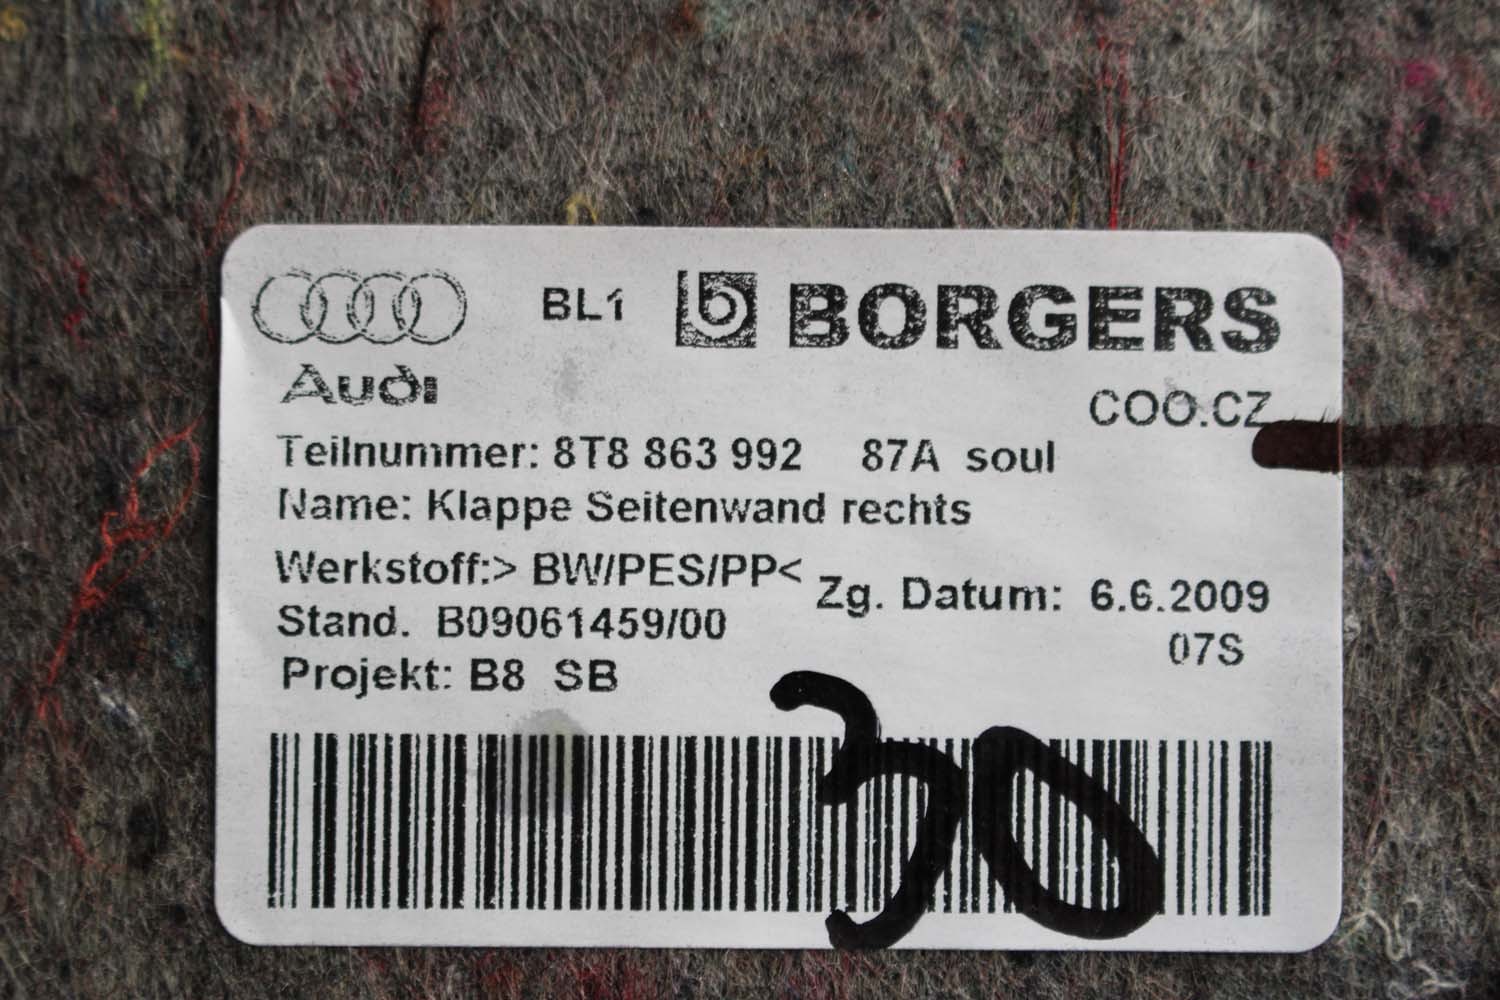 BL1 BORGERS
Audi
COO.CZ
Teilnummer: 8T8 863 992 87A soul
Name: Klappe Seitenwand rechts
Werkstoff:> BW/PES/PP<
Zg. Datum: 6.6.2009
Stand. B09061459/00
07S
Projekt: B8 SB
30